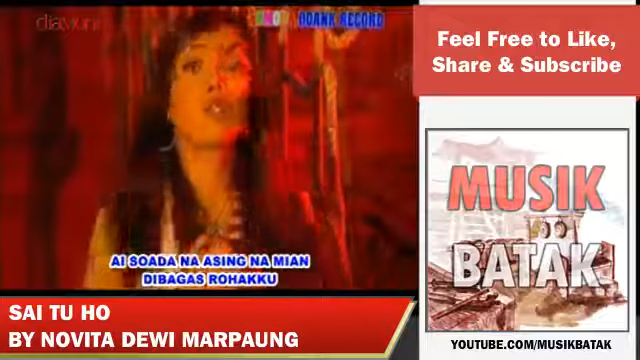 Feel Free to Like,
Share & Subscribe
AI SOADA NA ASING NA MIAN
DIBAGAS ROHAKKU
MUSIK
BATAK
SAI TU HO
BY NOVITA DEWI MARPAUNG
YOUTUBE.COM/MUSIKBATAK